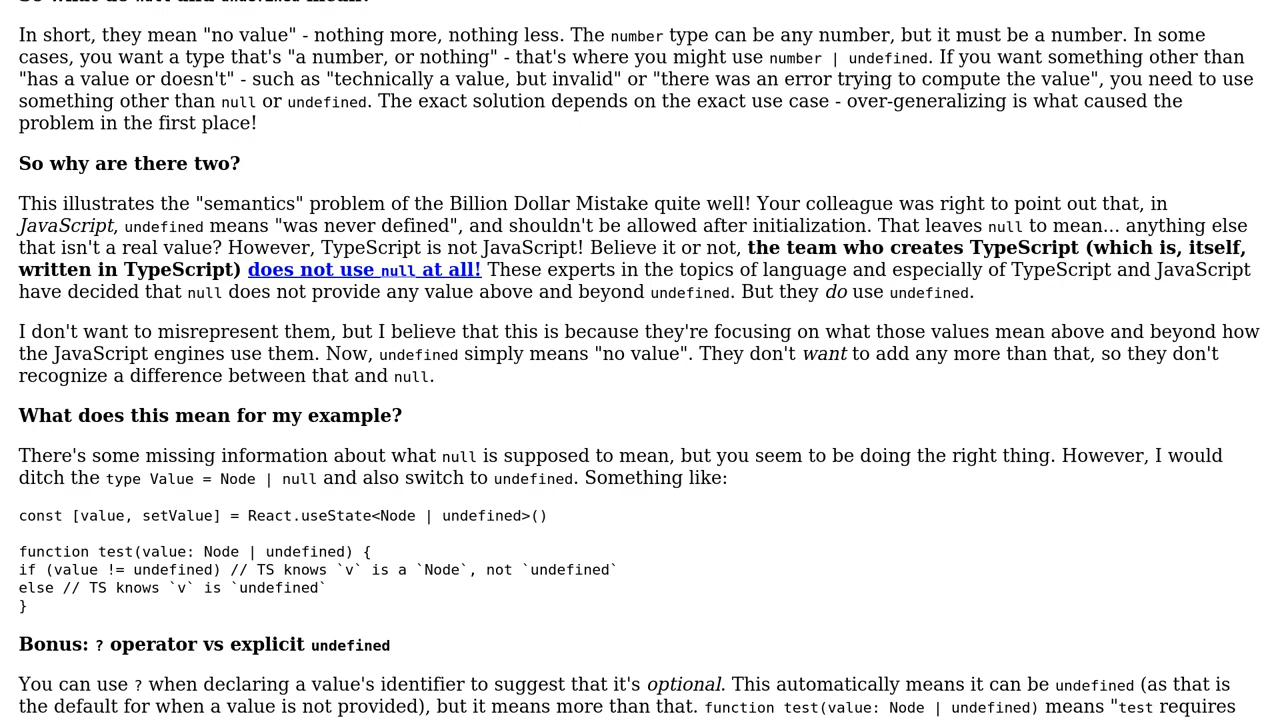 So what do null and undefined mean?
In short, they mean "no value" - nothing more, nothing less. The number type can be any number, but it must be a number. In some
cases, you want a type that's "a number, or nothing" - that's where you might use number | undefined. If you want something other than
"has a value or doesn't" - such as "technically a value, but invalid" or "there was an error trying to compute the value", you need to use
something other than null or undefined. The exact solution depends on the exact use case - over-generalizing is what caused the
problem in the first place!
So why are there two?
This illustrates the "semantics" problem of the Billion Dollar Mistake quite well! Your colleague was right to point out that, in
JavaScript, undefined means "was never defined", and shouldn't be allowed after initialization. That leaves null to mean... anything else
that isn't a real value? However, TypeScript is not JavaScript! Believe it or not, the team who creates TypeScript (which is, itself,
written in TypeScript) does not use null at all! These experts in the topics of language and especially of TypeScript and JavaScript
have decided that null does not provide any value above and beyond undefined. But they do use undefined.
I don't want to misrepresent them, but I believe that this is because they're focusing on what those values mean above and beyond how
the JavaScript engines use them. Now, undefined simply means "no value". They don't want to add any more than that, so they don't
recognize a difference between that and null.
What does this mean for my example?
There's some missing information about what null is supposed to mean, but you seem to be doing the right thing. However, I would
ditch the type Value = Node | null and also switch to undefined. Something like:
const [value, setValue] = React.useState<Node | undefined>()
function test(value: Node | undefined) {
if (value != undefined) // TS knows `v` is a `Node`, not `undefined`
else // TS knows `v` is `undefined`
}
Bonus: ? operator vs explicit undefined
You can use ? when declaring a value's identifier to suggest that it's optional. This automatically means it can be undefined (as that is
the default for when a value is not provided), but it means more than that. function test(value: Node | undefined) means "test requires